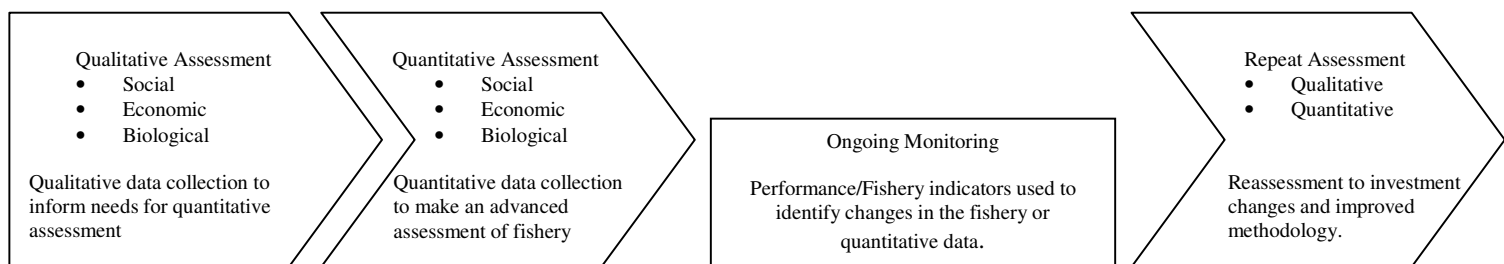 Qualitative Assessment
• Social
• Economic
• Biological
Qualitative data collection to
inform needs for quantitative
assessment
Quantitative Assessment
• Social
• Economic
• Biological
Quantitative data collection
to make an advanced
assessment of fishery
Ongoing Monitoring
Performance/Fishery indicators used to
identify changes in the fishery or
quantitative data.
Repeat Assessment
• Qualitative
• Quantitative
Reassessment to investment
changes and improved
methodology.